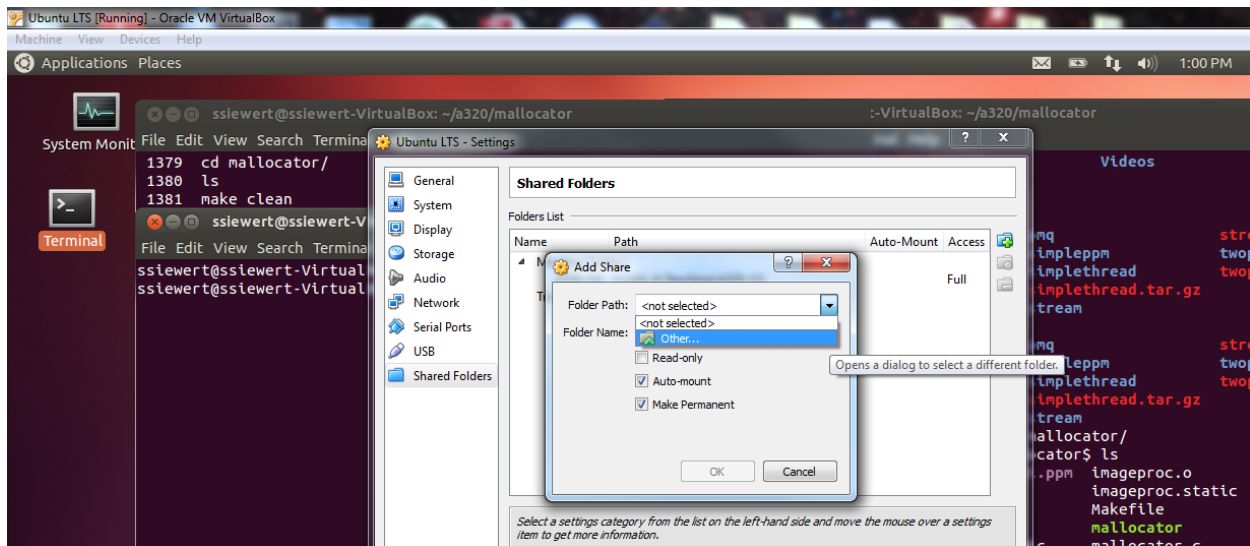 Ubuntu LTS [Running] - Oracle VM VirtualBox
Machine View Devices Help
Applications Places
1:00 PM
System Monit
Terminal
ssiewert@ssiewert-VirtualBox: ~/a320/mallocator
:-VirtualBox: ~/a320/mallocator
File Edit View Search Termina
1379 cd mallocator/
1380 ls
1381 make clean
ssiewert@ssiewert-V
File Edit View Search Termina
ssiewert@ssiewert-Virtual
ssiewert@ssiewert-Virtual
Ubuntu LTS - Settings
General
System
Display
Storage
Audio
Network
Serial Ports
USB
Shared Folders
Shared Folders
Folders List
Name Path Auto-Mount Access
M
Full
Add Share
Folder Path: <not selected>
<not selected>
Other...
Folder Name:
Read-only
Auto-mount
Make Permanent
OK Cancel
Opens a dialog to select a different folder.
Select a settings category from the list on the left-hand side and move the mouse over a settings
item to get more information.
Videos
mq str
impleppm twop
implethread twop
implethread.tar.gz
tream
mq str
leppm twop
implethread twop
implethread.tar.gz
tream
allocator/
cator$ ls
.ppm imageproc.o
imageproc.static
Makefile
mallocator
mallocator.c